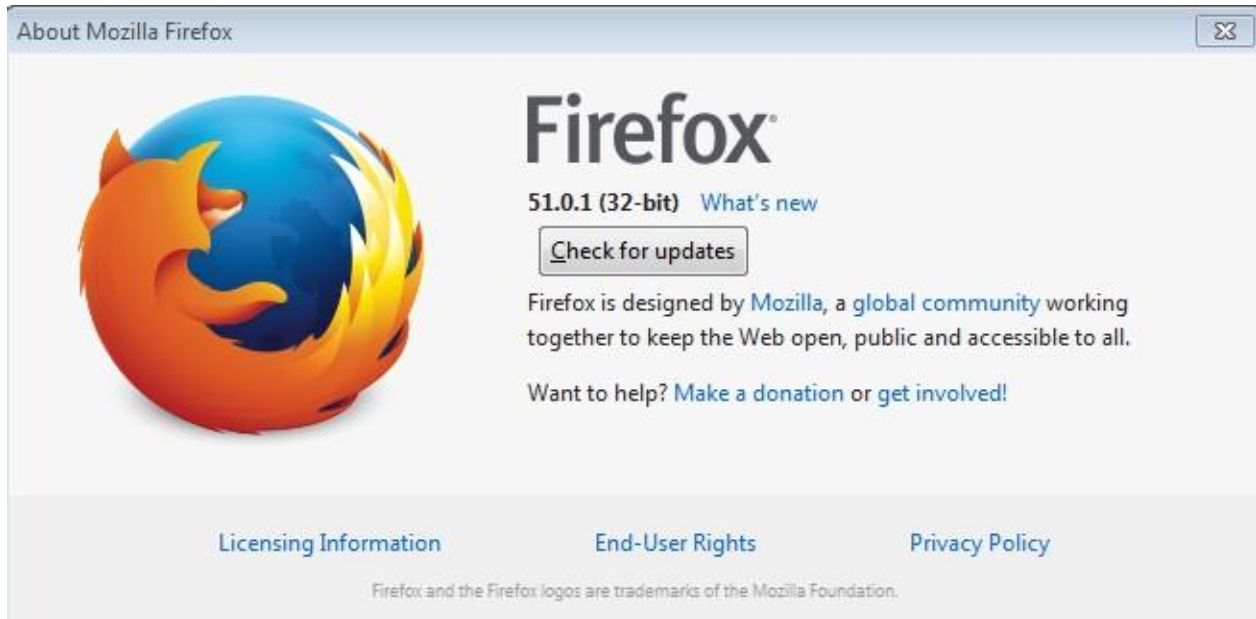 About Mozilla Firefox
Firefox®
51.0.1 (32-bit) What's new
Check for updates
Firefox is designed by Mozilla, a global community working
together to keep the Web open, public and accessible to all.
Want to help? Make a donation or get involved!
Licensing Information End-User Rights Privacy Policy
Firefox and the Firefox logos are trademarks of the Mozilla Foundation.